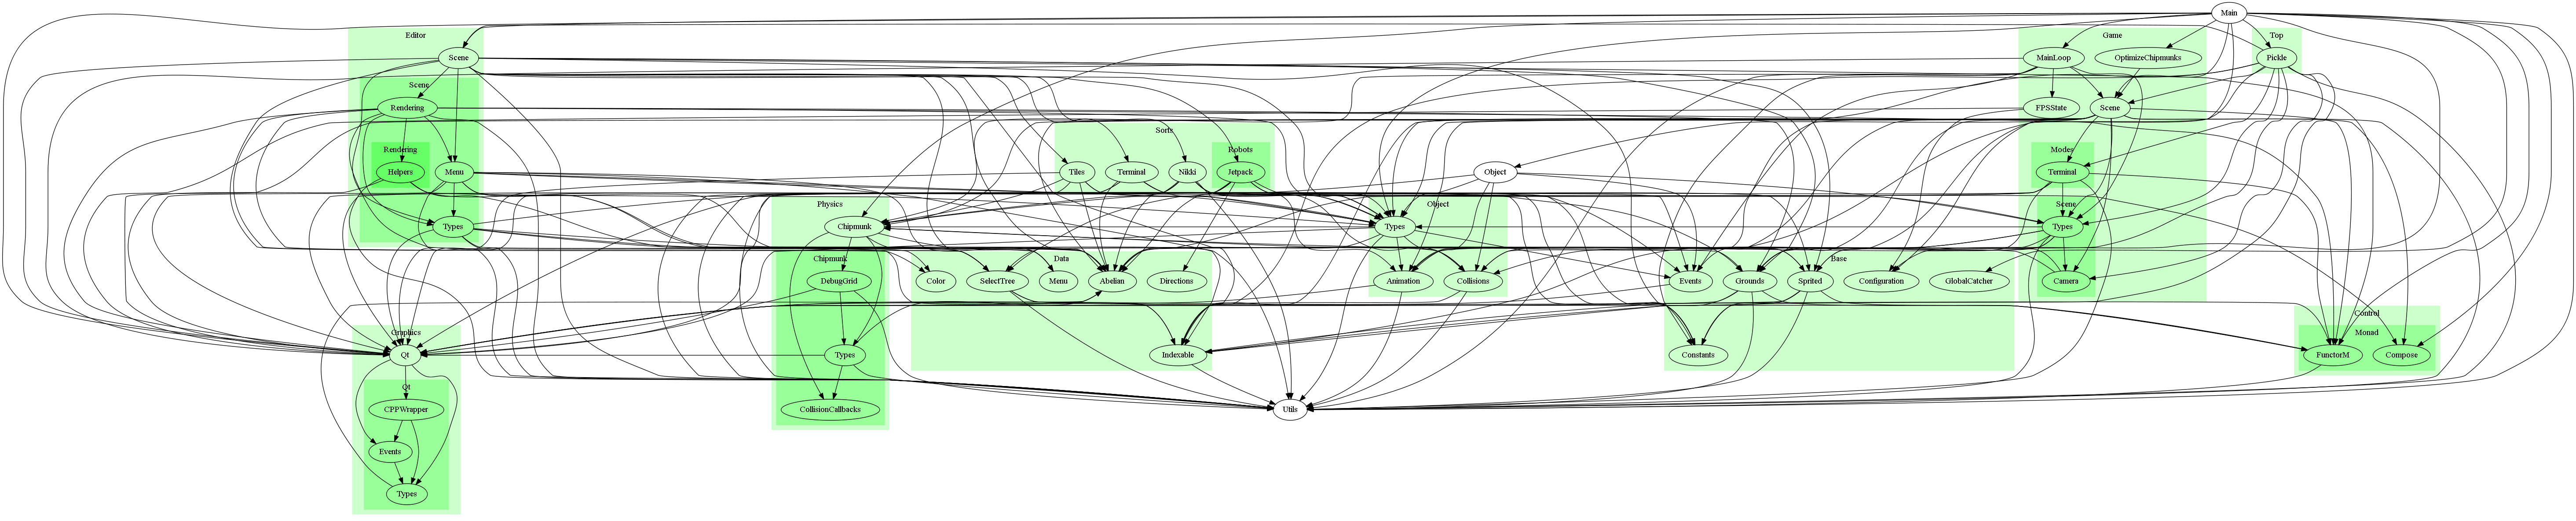 Main
Editor
Game
Top
Scene
MainLoop
OptimizeChipmunks
Pickle
Scene
Rendering
FPSState
Scene
Sorts
Rendering
Robots
Modes
Helpers
Menu
Tiles
Terminal
Nikki
Jetpack
Object
Terminal
Physics
Object
Scene
Types
Chipmunk
Types
Types
Chipmunk
Data
Base
DebugGrid
Color
SelectTree
Menu
Abelian
Directions
Animation
Collisions
Events
Grounds
Sprited
Configuration
GlobalCatcher
Camera
Control
Graphics
Monad
Qt
Types
Indexable
Constants
FunctorM
Compose
Qt
CPPWrapper
CollisionCallbacks
Utils
Events
Types